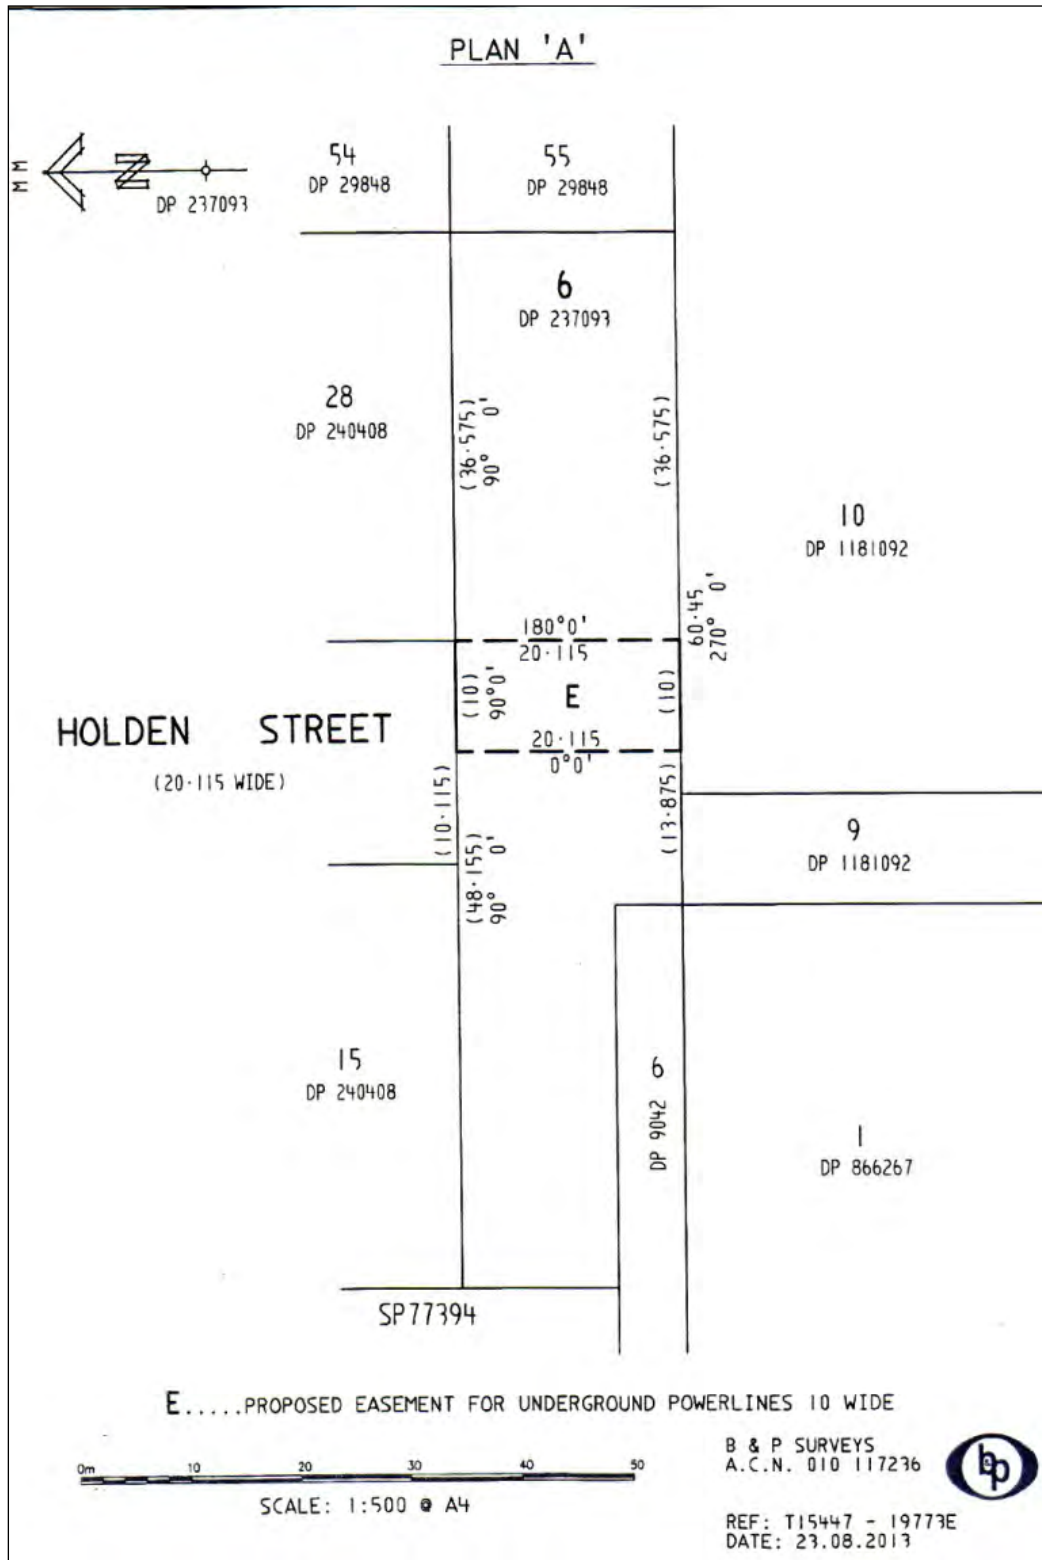 PLAN 'A'
M M
N
DP 237093
54
DP 29848
55
DP 29848
6
DP 237093
28
DP 240408
(36·575)
90° 0'
(36·575)
10
DP 1181092
60·45
270° 0'
180°0'
20·115
(10)
90°0'
E
(10)
20·115
0°0'
HOLDEN STREET
(20·115 WIDE)
(10·115)
(13·875)
9
DP 1181092
(48·155)
90° 0'
15
DP 240408
6
DP 9042
1
DP 866267
SP77394
E.....PROPOSED EASEMENT FOR UNDERGROUND POWERLINES 10 WIDE
0m 10 20 30 40 50
SCALE: 1:500 @ A4
B & P SURVEYS
A.C.N. 010 117236
b&p
REF: T15447 - 19773E
DATE: 23.08.2013